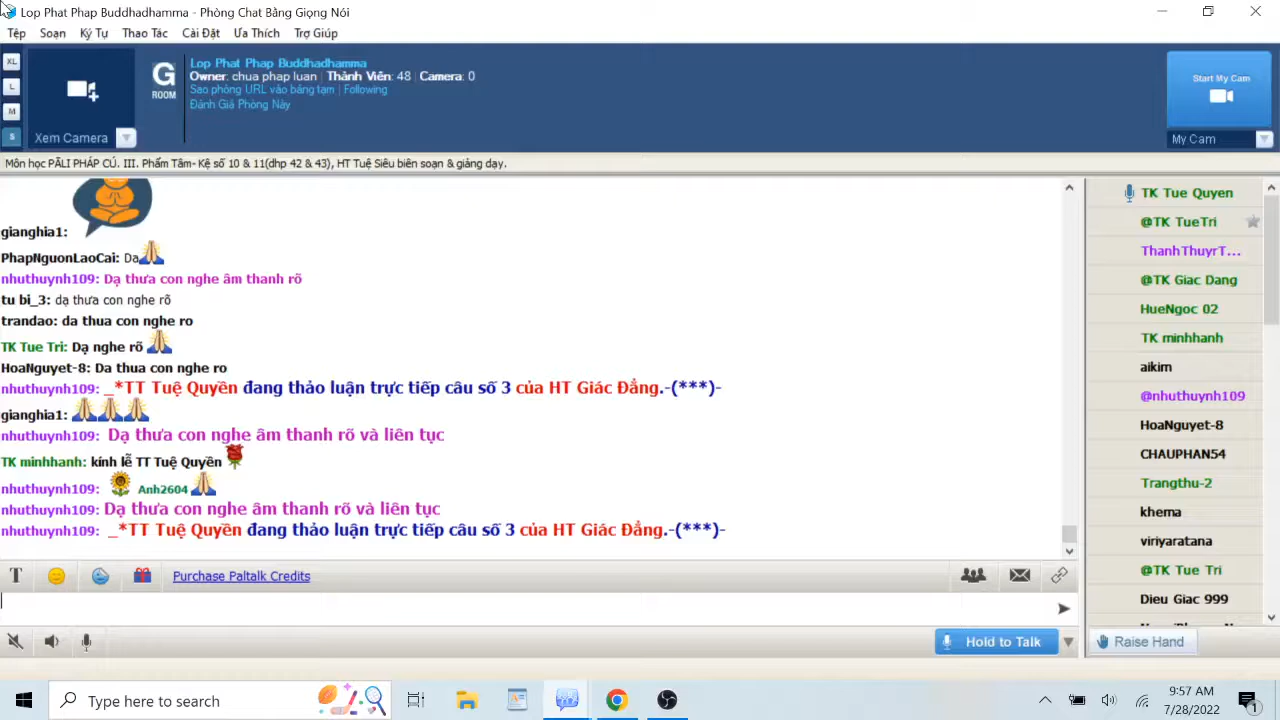 Lop Phat Phap Buddhadhamma - Phòng Chat Bằng Giọng Nói
Tệp Soạn Ký Tự Thao Tác Cài Đặt Ưa Thích Trợ Giúp
XL
L
M
S
Xem Camera
G
ROOM
Lop Phat Phap Buddhadhamma
Owner: chua phap luan | Thành Viên: 48 | Camera: 0
Sao phòng URL vào bảng tạm | Following
Đánh Giá Phòng Này
Start My Cam
My Cam
Môn học PĀLI PHÁP CÚ. III. Phẩm Tâm- Kệ số 10 & 11(dhp 42 & 43), HT Tuệ Siêu biên soạn & giảng dạy.
gianghia1:
PhapNguonLaoCai: Da
nhuthuynh109: Dạ thưa con nghe âm thanh rõ
tu bi_3: dạ thưa con nghe rõ
trandao: da thua con nghe ro
TK Tue Tri: Dạ nghe rõ
HoaNguyet-8: Da thua con nghe ro
nhuthuynh109: _*TT Tuệ Quyền đang thảo luận trực tiếp câu số 3 của HT Giác Đẳng.-(***)-
gianghia1:
nhuthuynh109: Dạ thưa con nghe âm thanh rõ và liên tục
TK minhhanh: kính lễ TT Tuệ Quyền
nhuthuynh109: Anh2604
nhuthuynh109: Dạ thưa con nghe âm thanh rõ và liên tục
nhuthuynh109: _*TT Tuệ Quyền đang thảo luận trực tiếp câu số 3 của HT Giác Đẳng.-(***)-
TK Tue Quyen
@TK TueTri
ThanhThuyrT...
@TK Giac Dang
HueNgoc 02
TK minhhanh
aikim
@nhuthuynh109
HoaNguyet-8
CHAUPHAN54
Trangthu-2
khema
viriyaratana
@TK Tue Tri
Dieu Giac 999
T Purchase Paltalk Credits
Hold to Talk
Raise Hand
Type here to search
9:57 AM
7/28/2022
1